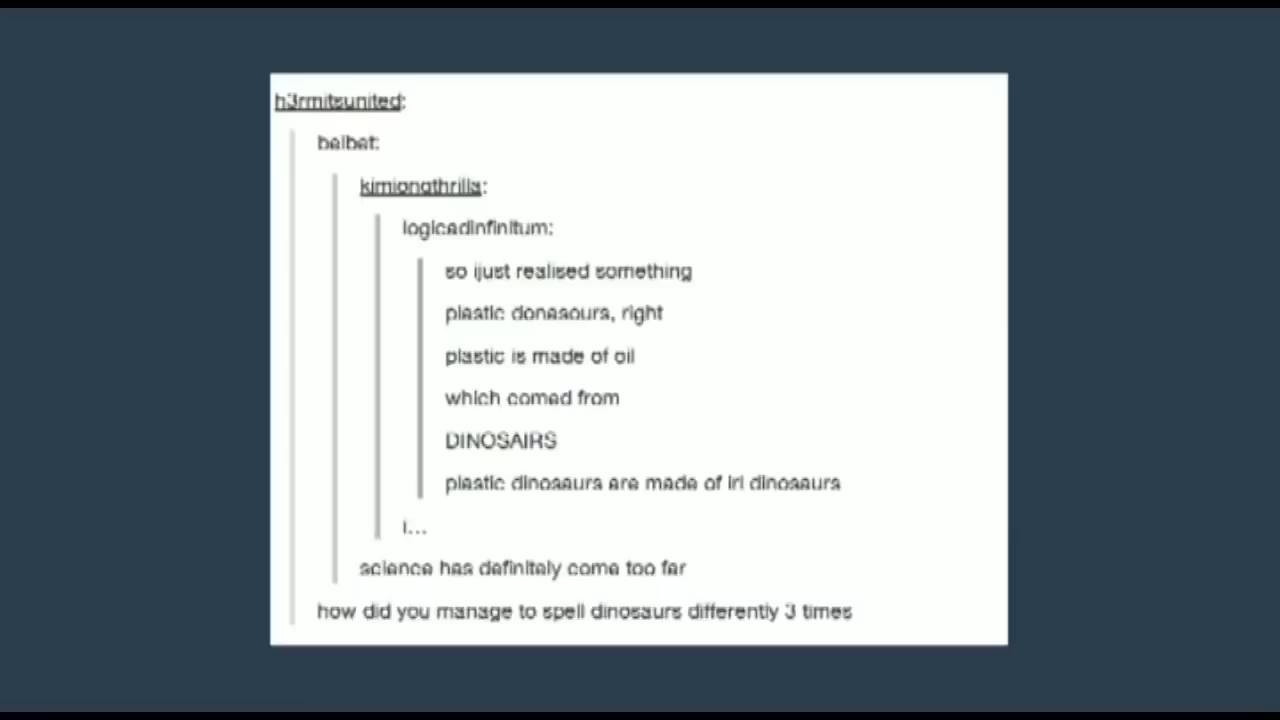 h3rmitsunited:
belbet:
kimjongthrilla:
logicadinfinitum:
so ijust realised something
plastic donasours, right
plastic is made of oil
which comed from
DINOSAIRS
plastic dinosaurs are made of irl dinosaurs
i...
science has definitely come too far
how did you manage to spell dinosaurs differently 3 times